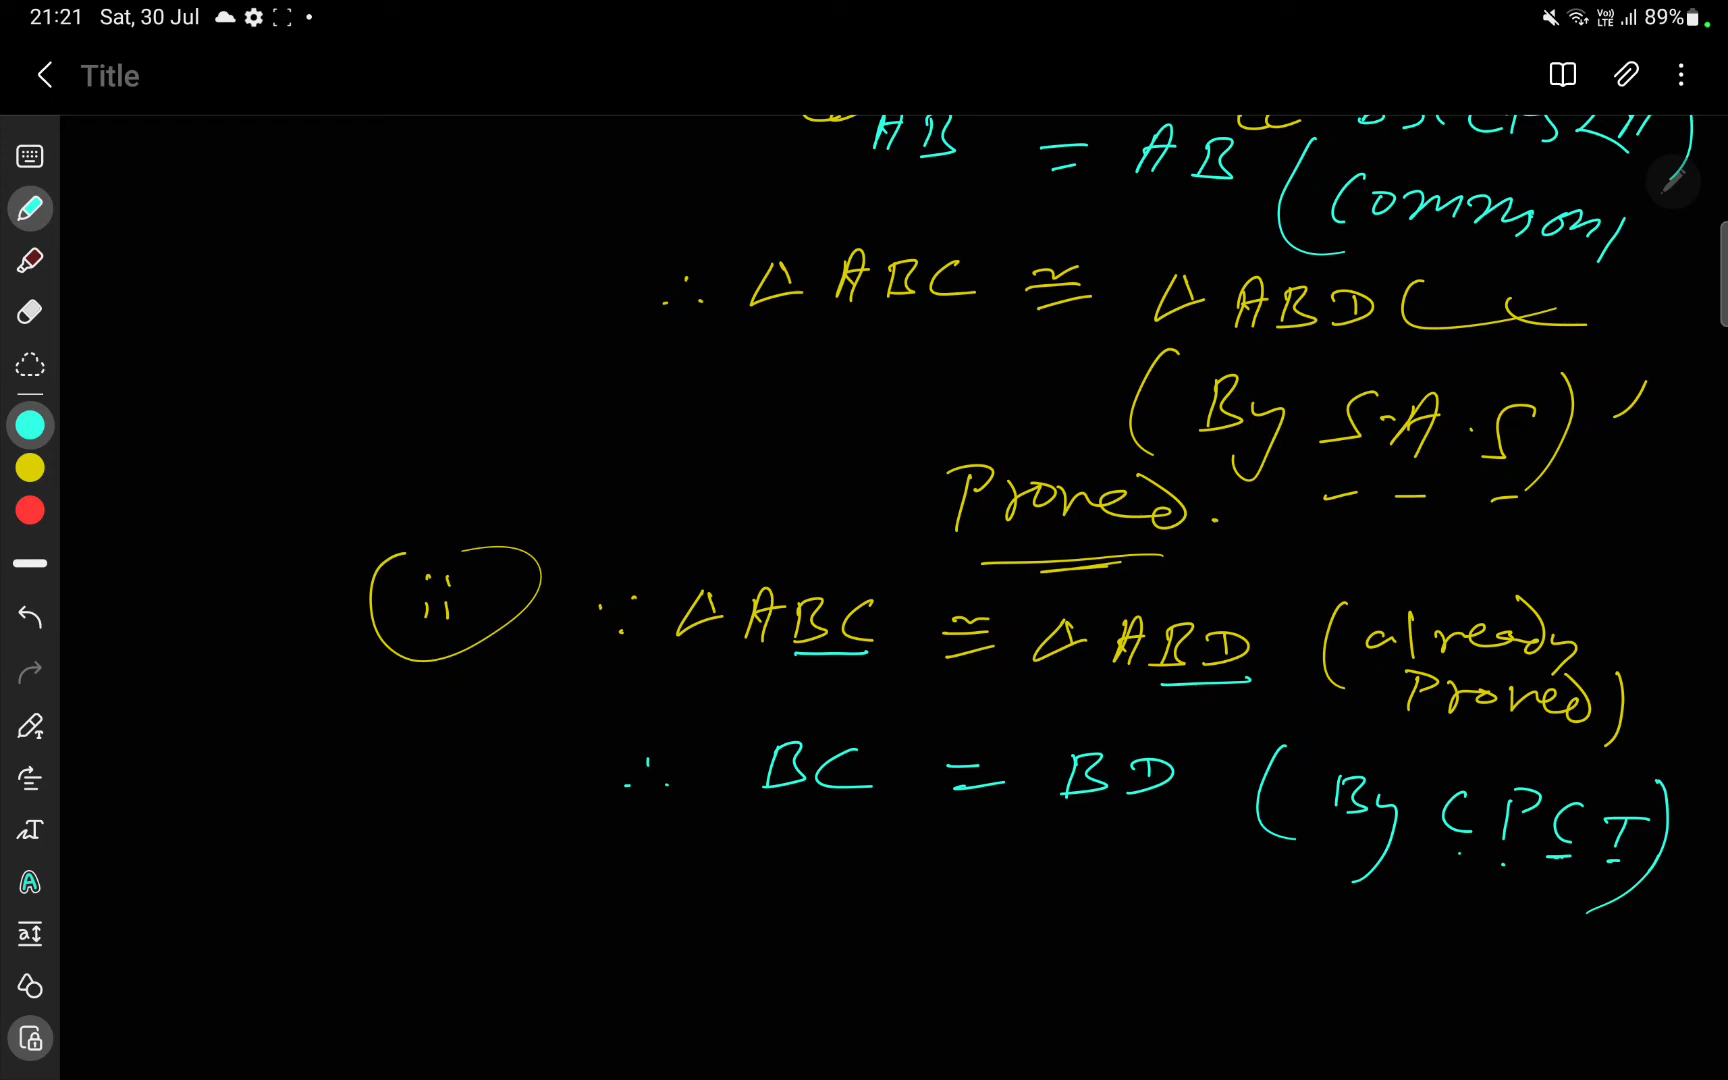 21:21 Sat, 30 Jul 89%
Title
AB = AB (Common)
∴ △ ABC ≅ △ ABD
(By S.A.S)
Proved.
ii ∵ △ ABC ≅ △ ABD (already
Proved)
∴ BC = BD (By CPCT)